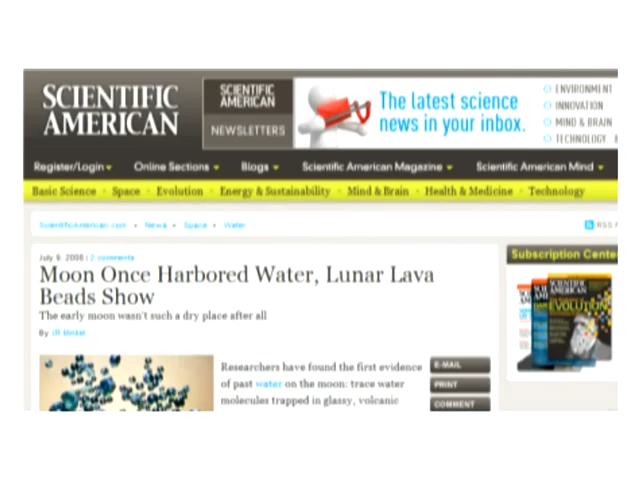 SCIENTIFIC AMERICAN
SCIENTIFIC AMERICAN
NEWSLETTERS
The latest science news in your inbox.
ENVIRONMENT
INNOVATION
MIND & BRAIN
TECHNOLOGY
Register/Login Online Sections Blogs Scientific American Magazine Scientific American Mind
Basic Science Space Evolution Energy & Sustainability Mind & Brain Health & Medicine Technology
ScientificAmerican.com News Space Water
RSS
July 9, 2008 | 2 comments
Moon Once Harbored Water, Lunar Lava
Beads Show
The early moon wasn't such a dry place after all
By
Researchers have found the first evidence
of past water on the moon: trace water
molecules trapped in glassy, volcanic
E-MAIL
PRINT
COMMENT
Subscription Cente
SCIENTIFIC AMERICAN
EVOLUTION